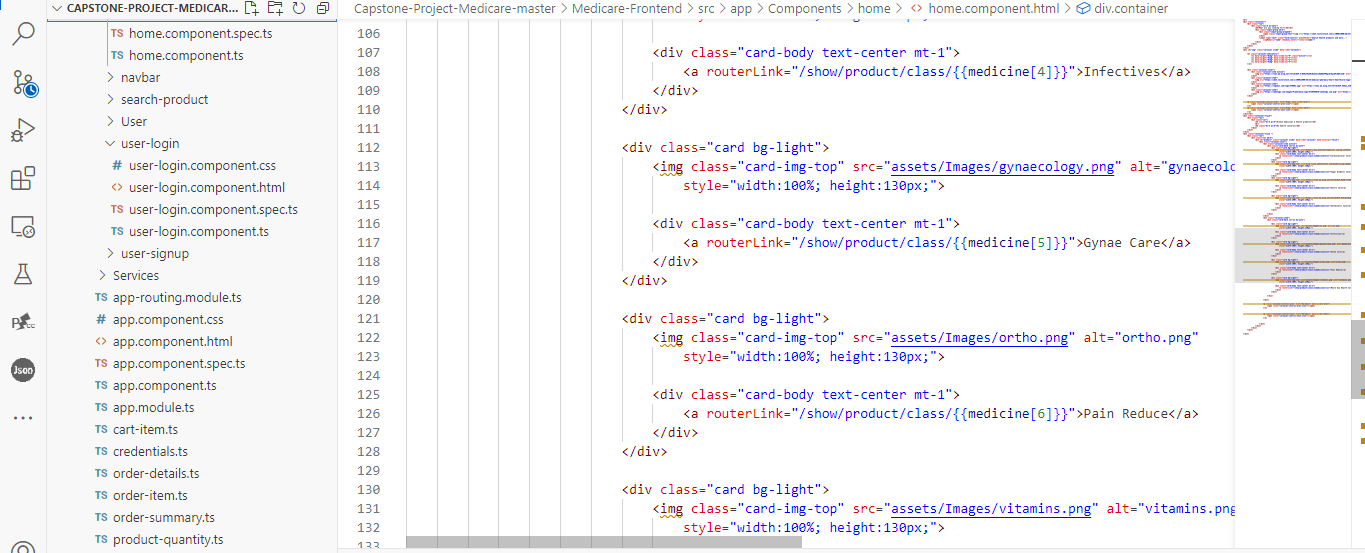 CAPSTONE-PROJECT-MEDICAR...
TS home.component.spec.ts
TS home.component.ts
navbar
search-product
User
user-login
# user-login.component.css
<> user-login.component.html
TS user-login.component.spec.ts
TS user-login.component.ts
user-signup
Services
TS app-routing.module.ts
# app.component.css
<> app.component.html
TS app.component.spec.ts
TS app.component.ts
TS app.module.ts
TS cart-item.ts
TS credentials.ts
TS order-details.ts
TS order-item.ts
TS order-summary.ts
TS product-quantity.ts
Json
Capstone-Project-Medicare-master > Medicare-Frontend > src > app > Components > home > <> home.component.html > div.container
106
107 <div class="card-body text-center mt-1">
108 <a routerLink="/show/product/class/{{medicine[4]}}">Infectives</a>
109 </div>
110 </div>
111
112 <div class="card bg-light">
113 <img class="card-img-top" src="assets/Images/gynaecology.png" alt="gynaecolo
114 style="width:100%; height:130px;">
115
116 <div class="card-body text-center mt-1">
117 <a routerLink="/show/product/class/{{medicine[5]}}">Gynae Care</a>
118 </div>
119 </div>
120
121 <div class="card bg-light">
122 <img class="card-img-top" src="assets/Images/ortho.png" alt="ortho.png"
123 style="width:100%; height:130px;">
124
125 <div class="card-body text-center mt-1">
126 <a routerLink="/show/product/class/{{medicine[6]}}">Pain Reduce</a>
127 </div>
128 </div>
129
130 <div class="card bg-light">
131 <img class="card-img-top" src="assets/Images/vitamins.png" alt="vitamins.png
132 style="width:100%; height:130px;">
133